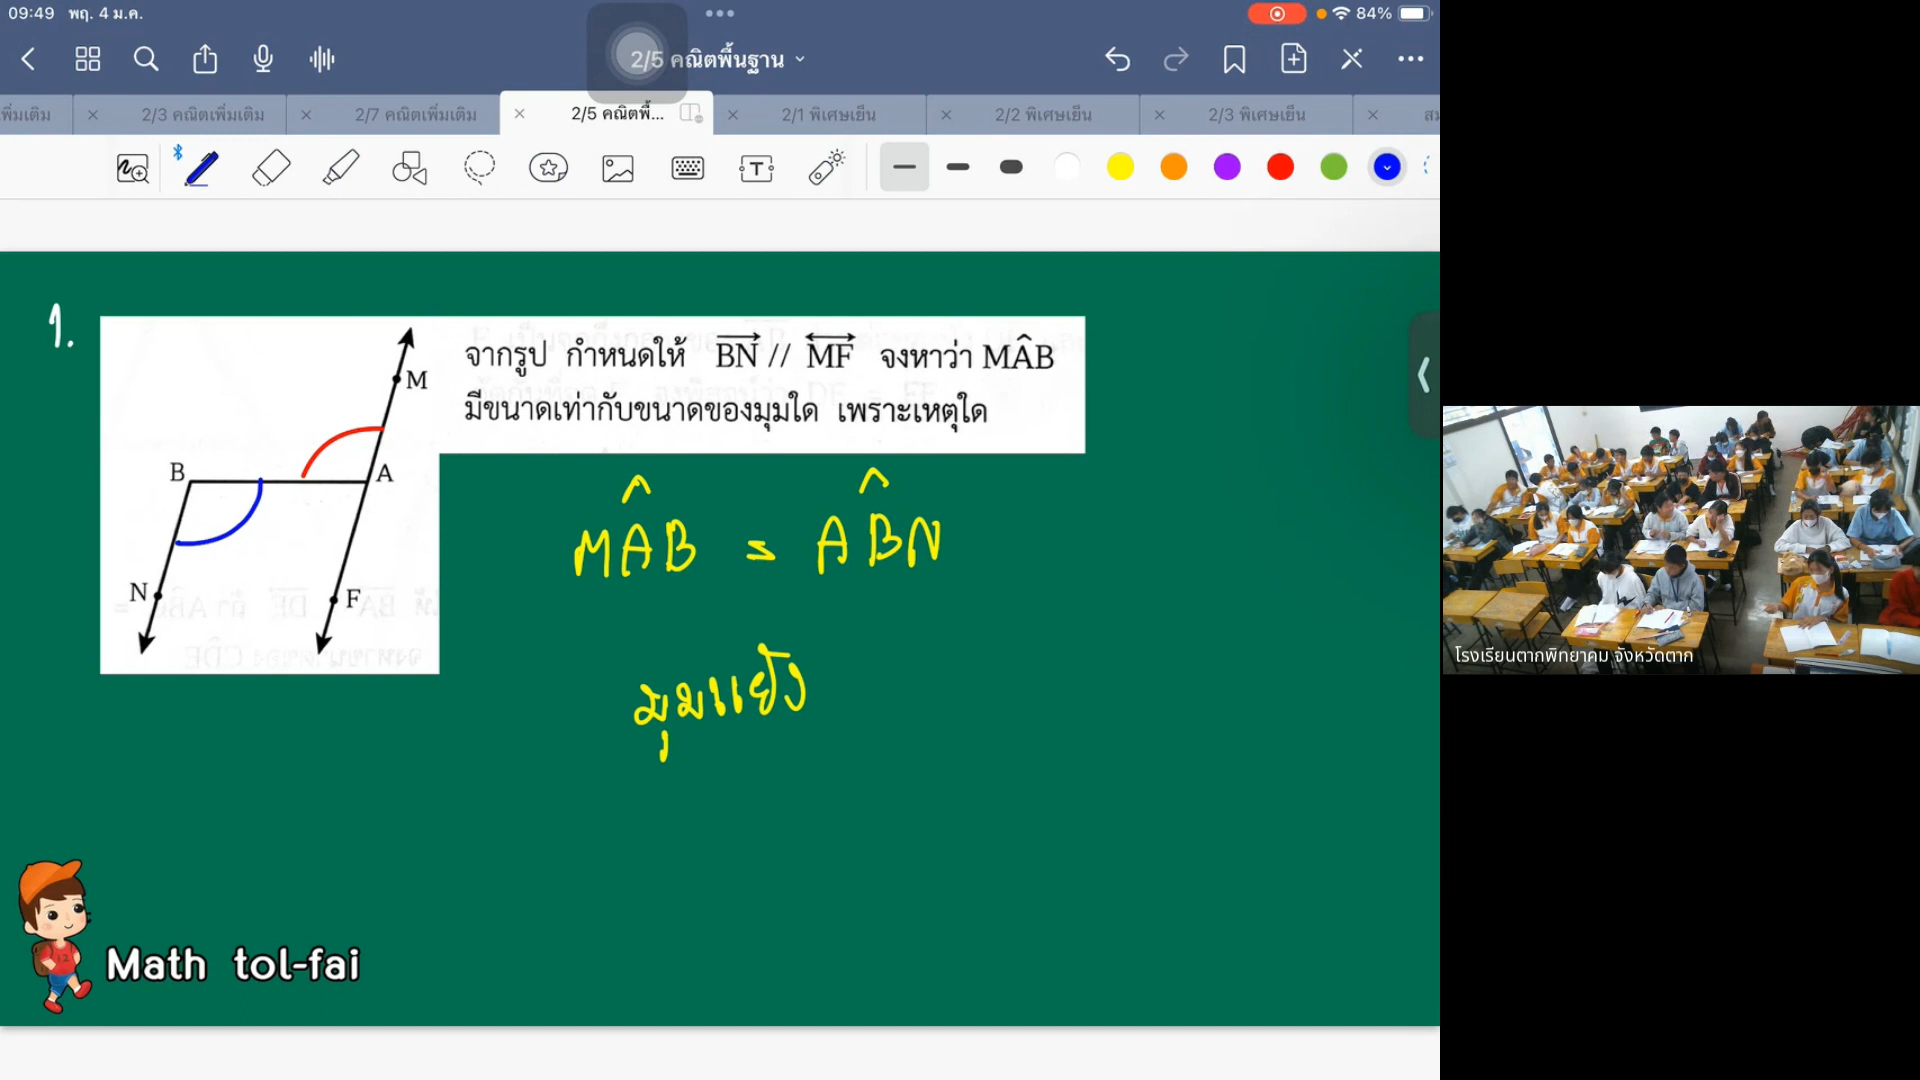 09:49 พฤ. 4 ม.ค.
84%
2/5 คณิตพื้นฐาน
2/3 คณิตเพิ่มเติม
2/7 คณิตเพิ่มเติม
2/5 คณิตพื้...
2/1 พิเศษเย็น
2/2 พิเศษเย็น
2/3 พิเศษเย็น
1.
จากรูป กำหนดให้ BN // MF จงหาว่า MÂB
มีขนาดเท่ากับขนาดของมุมใด เพราะเหตุใด
M
B
A
N
F
MÂB = AB̂N
มุมแย้ง
Math tol-fai
โรงเรียนตากพิทยาคม จังหวัดตาก